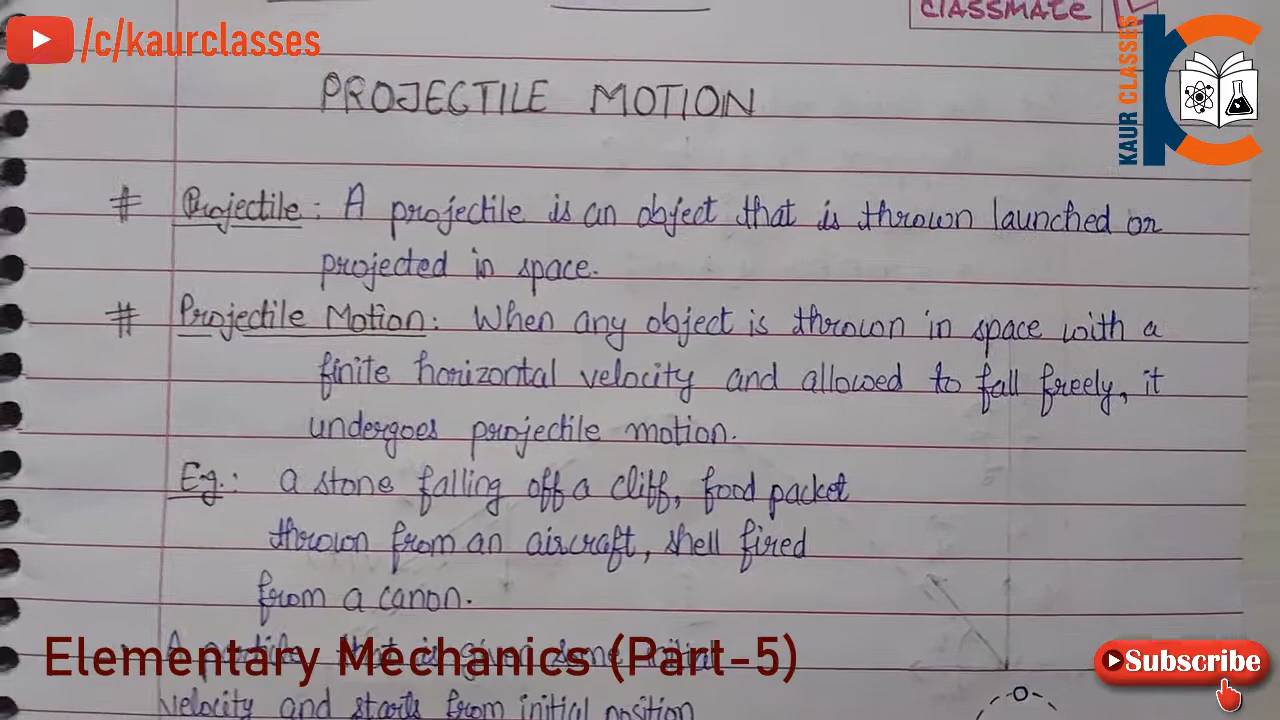 CLASSMATE
/c/kaurclasses
KAUR CLASSES
PROJECTILE MOTION
# Projectile : A projectile is an object that is thrown launched or
projected in space.
# Projectile Motion : When any object is thrown in space with a
finite horizontal velocity and allowed to fall freely, it
undergoes projectile motion.
Eg.: a stone falling off a cliff, food packet
thrown from an aircraft, shell fired
from a canon.
Elementary Mechanics (Part-5)
Subscribe
velocity and starts from initial position